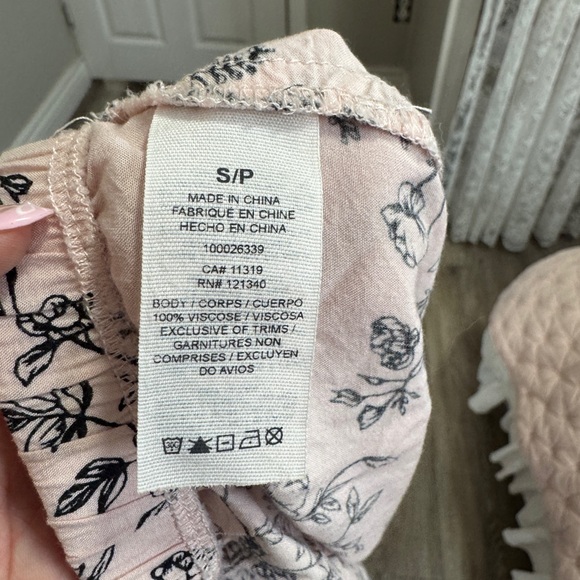 S/P
MADE IN CHINA
FABRIQUÉ EN CHINE
HECHO EN CHINA
100026339
CA# 11319
RN# 121340
BODY / CORPS / CUERPO
100% VISCOSE / VISCOSA
EXCLUSIVE OF TRIMS /
GARNITURES NON
COMPRISES / EXCLUYEN
DO AVIOS